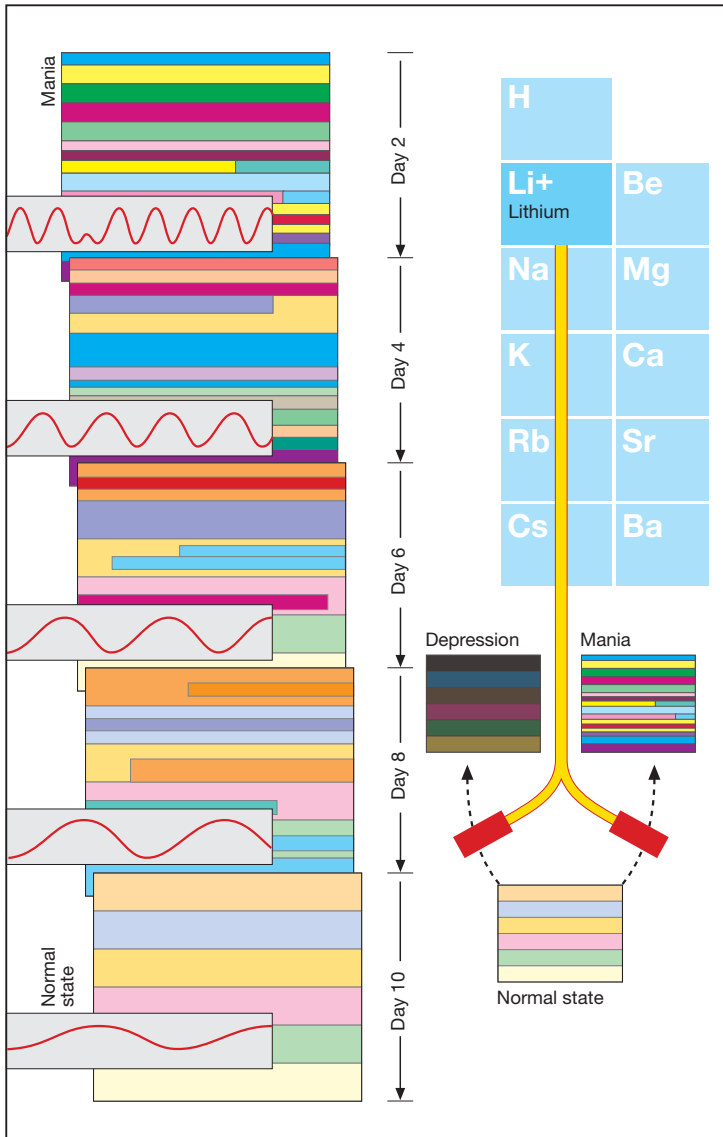 Mania
Day 2
Day 4
Day 6
Day 8
Day 10
Normal
state
H
Li+
Lithium
Be
Na
Mg
K
Ca
Rb
Sr
Cs
Ba
Depression
Mania
Normal state